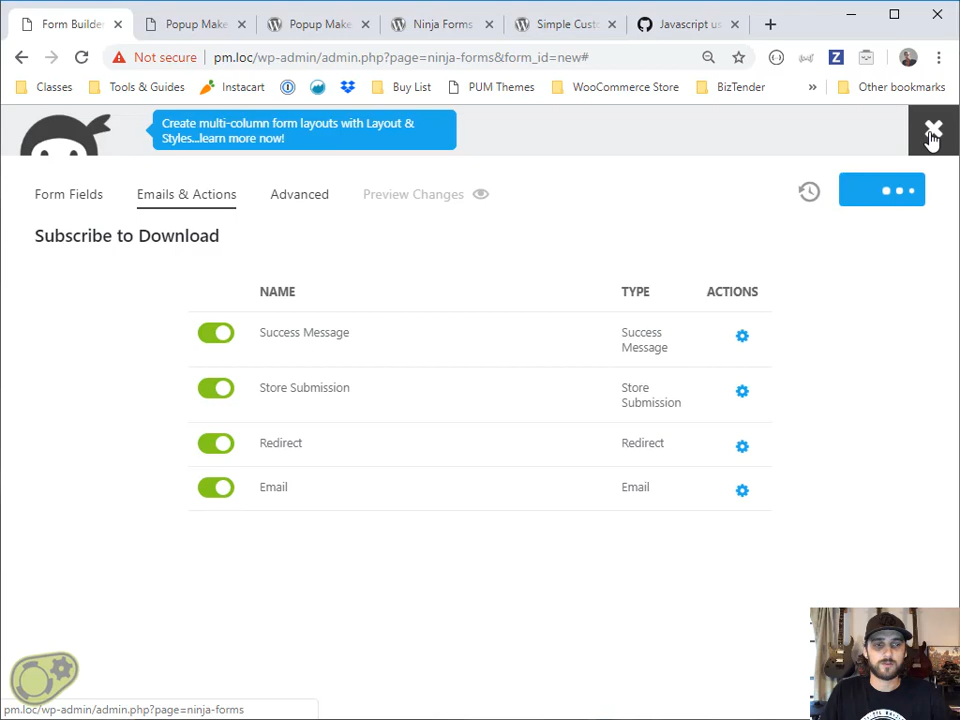 Form Builder
Popup Make
Popup Make
Ninja Forms
Simple Cust
Javascript us
Not secure
pm.loc/wp-admin/admin.php?page=ninja-forms&form_id=new#
Classes
Tools & Guides
Instacart
Buy List
PUM Themes
WooCommerce Store
BizTender
»
Other bookmarks
Create multi-column form layouts with Layout &
Styles...learn more now!
Form Fields
Emails & Actions
Advanced
Preview Changes
Subscribe to Download
NAME
TYPE
ACTIONS
Success Message
Success
Message
Store Submission
Store
Submission
Redirect
Redirect
Email
Email
pm.loc/wp-admin/admin.php?page=ninja-forms